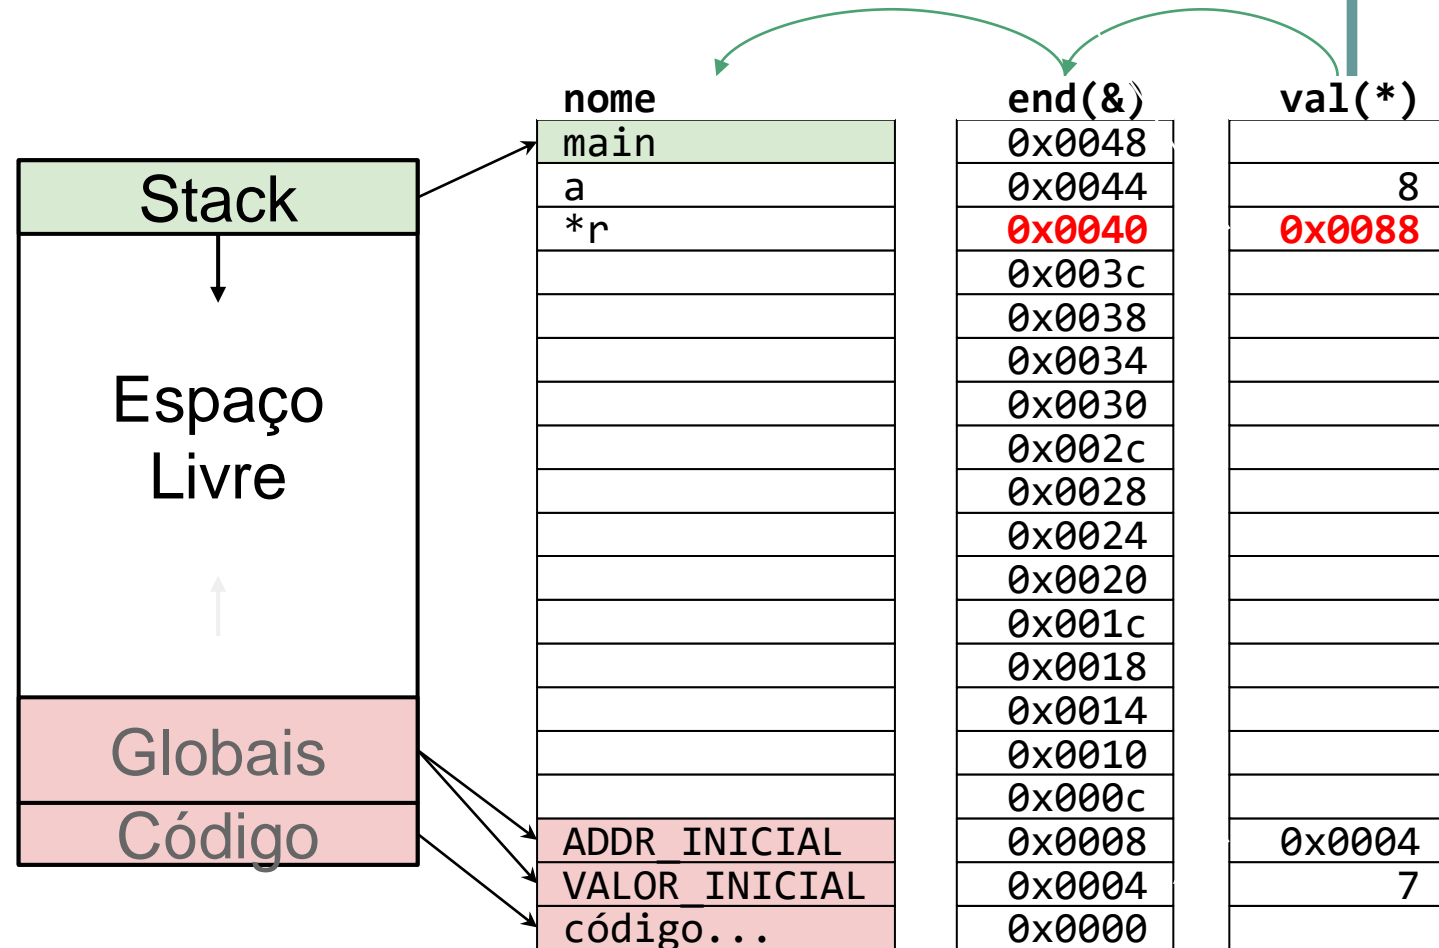 nome end(&) val(*)
main 0x0048
Stack
a 0x0044 8
*r 0x0040 0x0088
0x003c
0x0038
0x0034
Espaço
0x0030
0x002c
Livre
0x0028
0x0024
0x0020
0x001c
0x0018
0x0014
Globais
0x0010
0x000c
Código
ADDR_INICIAL 0x0008 0x0004
VALOR_INICIAL 0x0004 7
código... 0x0000